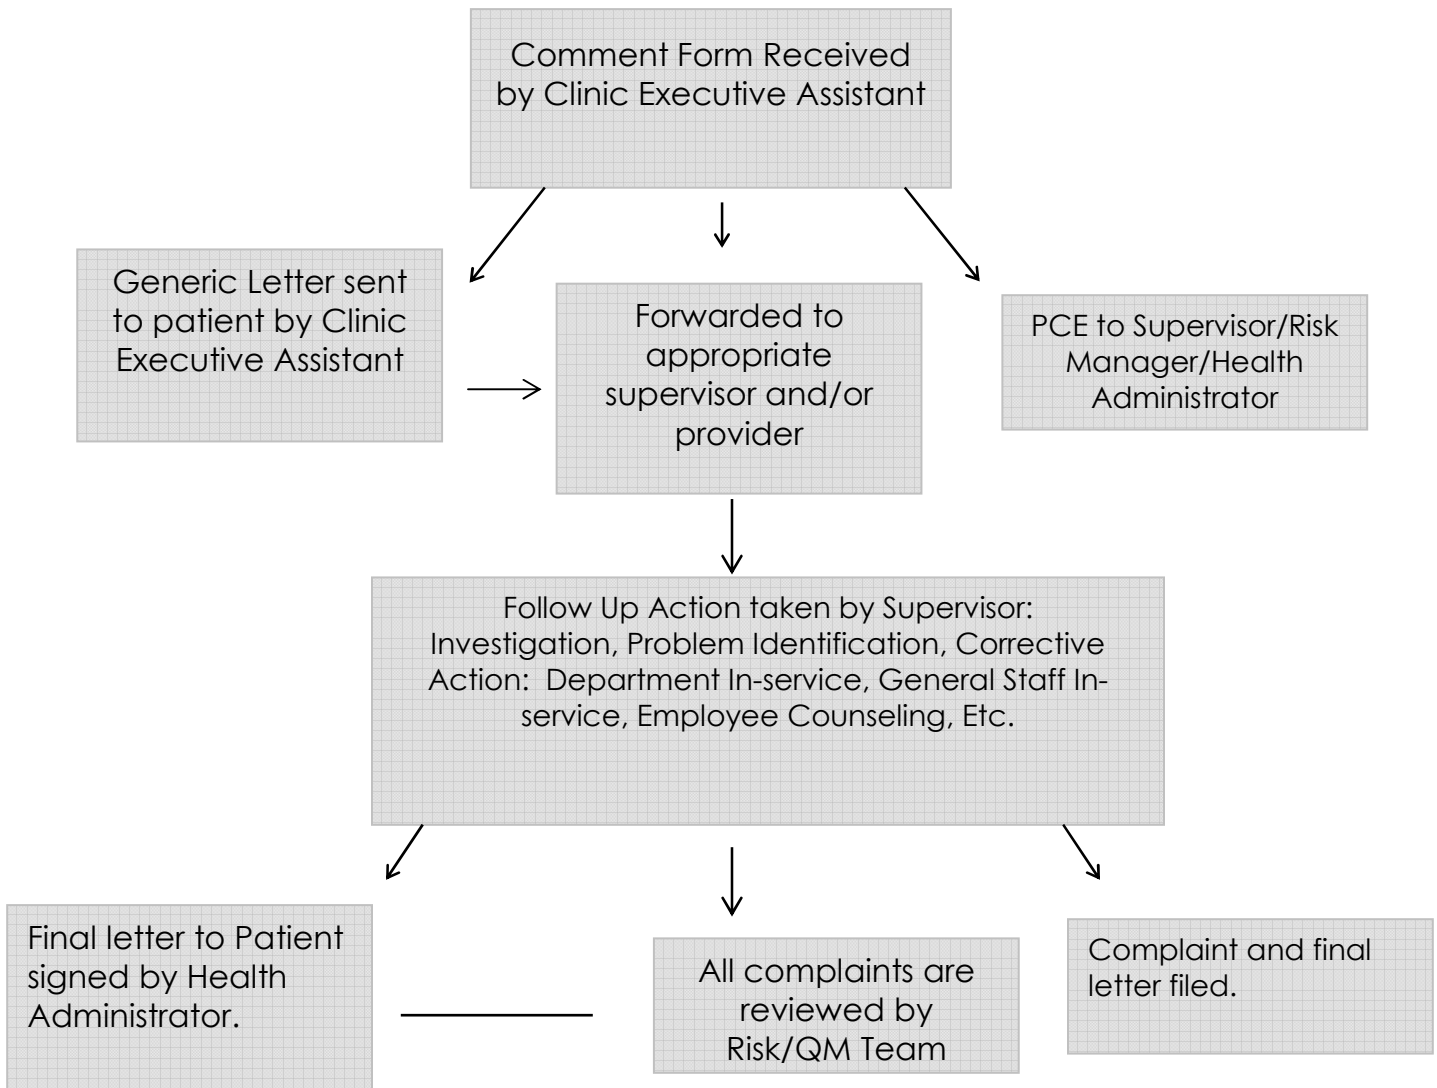 Comment Form Received
by Clinic Executive Assistant
Generic Letter sent
to patient by Clinic
Executive Assistant
Forwarded to
appropriate
supervisor and/or
provider
PCE to Supervisor/Risk
Manager/Health
Administrator
Follow Up Action taken by Supervisor:
Investigation, Problem Identification, Corrective
Action:  Department In-service, General Staff In-
service, Employee Counseling, Etc.
Final letter to Patient
signed by Health
Administrator.
All complaints are
reviewed by
Risk/QM Team
Complaint and final
letter filed.